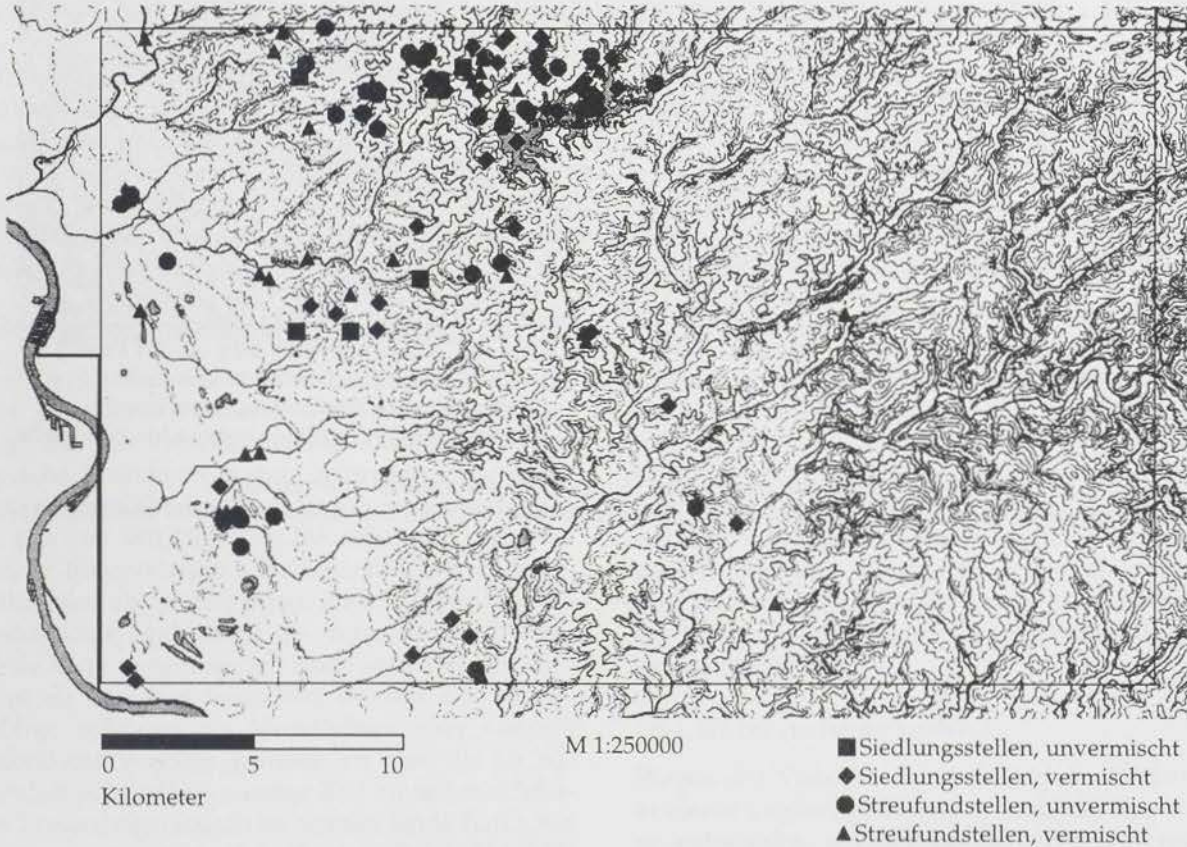 0 5 10
M 1:250000
Kilometer
■ Siedlungsstellen, unvermischt
◆ Siedlungsstellen, vermischt
● Streufundstellen, unvermischt
▲ Streufundstellen, vermischt